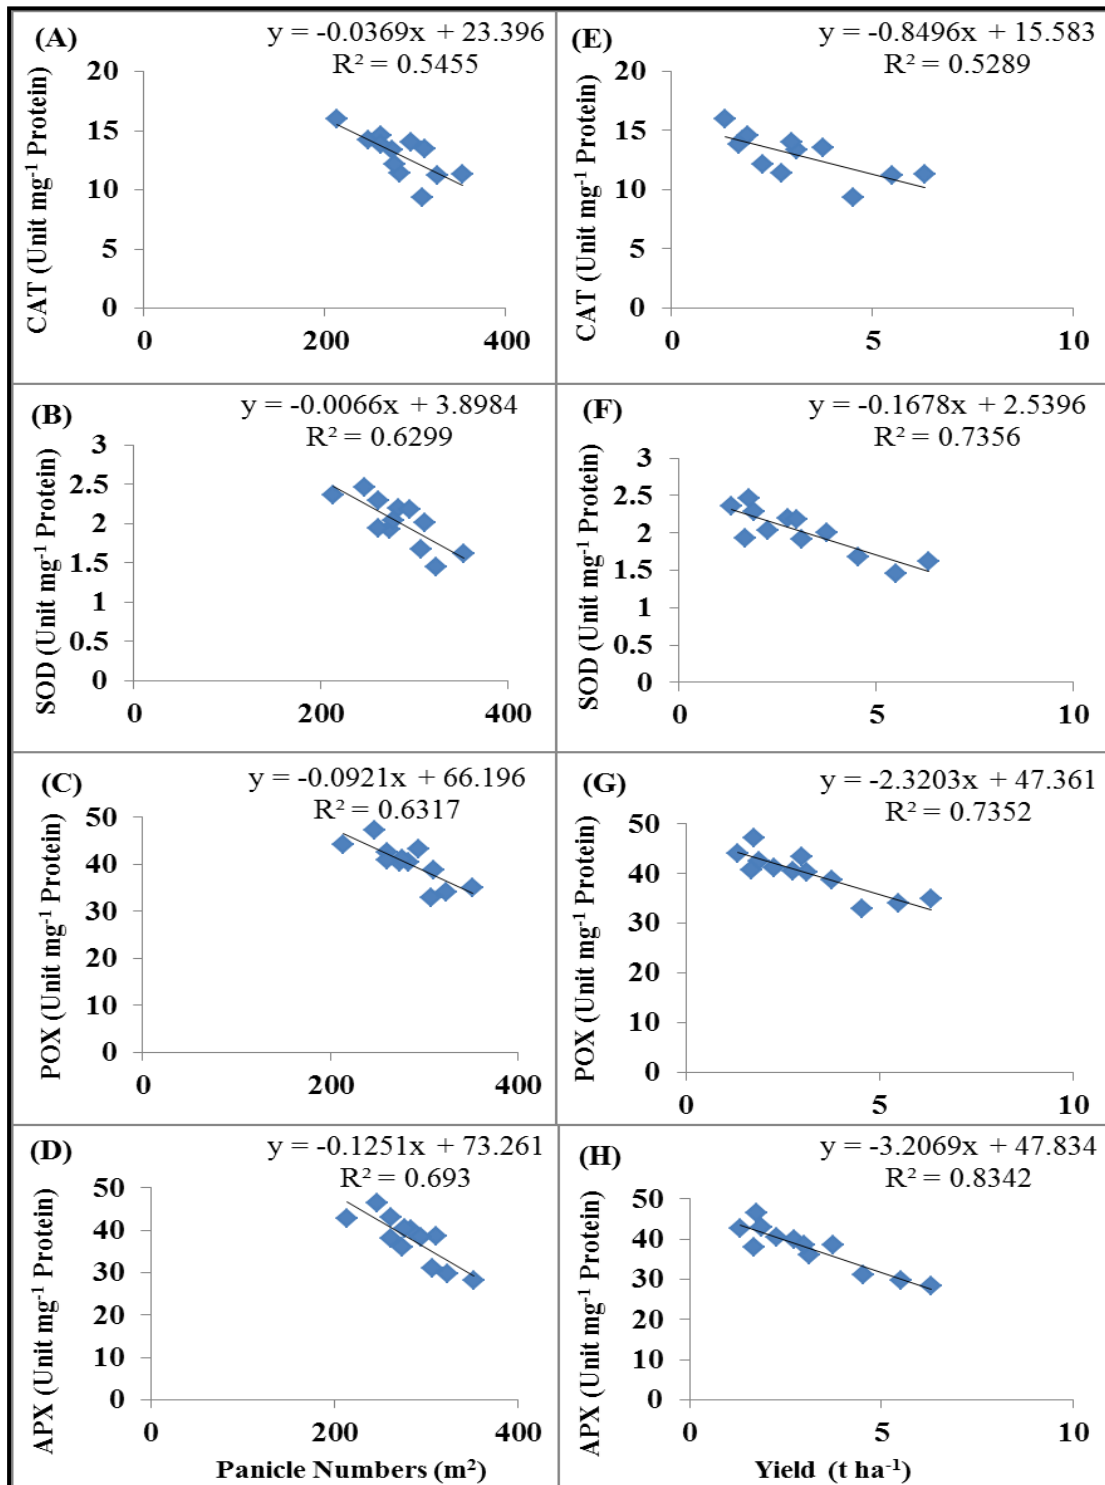 (A)
y = -0.0369x + 23.396
R² = 0.5455
CAT (Unit mg⁻¹ Protein)
20
15
10
5
0
0 200 400
(E)
y = -0.8496x + 15.583
R² = 0.5289
CAT (Unit mg⁻¹ Protein)
20
15
10
5
0
0 5 10
(B)
y = -0.0066x + 3.8984
R² = 0.6299
SOD (Unit mg⁻¹ Protein)
3
2.5
2
1.5
1
0.5
0
0 200 400
(F)
y = -0.1678x + 2.5396
R² = 0.7356
SOD (Unit mg⁻¹ Protein)
3
2.5
2
1.5
1
0.5
0
0 5 10
(C)
y = -0.0921x + 66.196
R² = 0.6317
POX (Unit mg⁻¹ Protein)
50
40
30
20
10
0
0 200 400
(G)
y = -2.3203x + 47.361
R² = 0.7352
POX (Unit mg⁻¹ Protein)
50
40
30
20
10
0
0 5 10
(D)
y = -0.1251x + 73.261
R² = 0.693
APX (Unit mg⁻¹ Protein)
50
40
30
20
10
0
0 200 400
Panicle Numbers (m²)
(H)
y = -3.2069x + 47.834
R² = 0.8342
APX (Unit mg⁻¹ Protein)
50
40
30
20
10
0
0 5 10
Yield (t ha⁻¹)